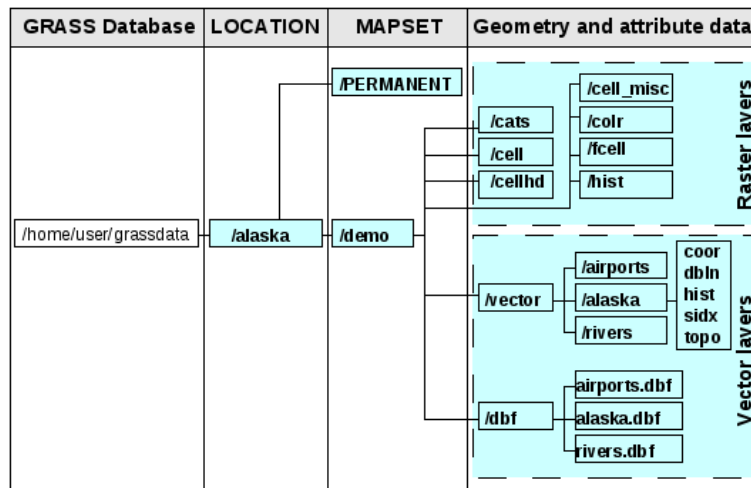 GRASS Database
LOCATION
MAPSET
Geometry and attribute data
/PERMANENT
/home/user/grassdata
/alaska
/demo
/cats
/cell
/cellhd
/cell_misc
/colr
/fcell
/hist
Raster layers
/vector
/airports
/alaska
/rivers
coor
dbln
hist
sidx
topo
/dbf
airports.dbf
alaska.dbf
rivers.dbf
Vector layers